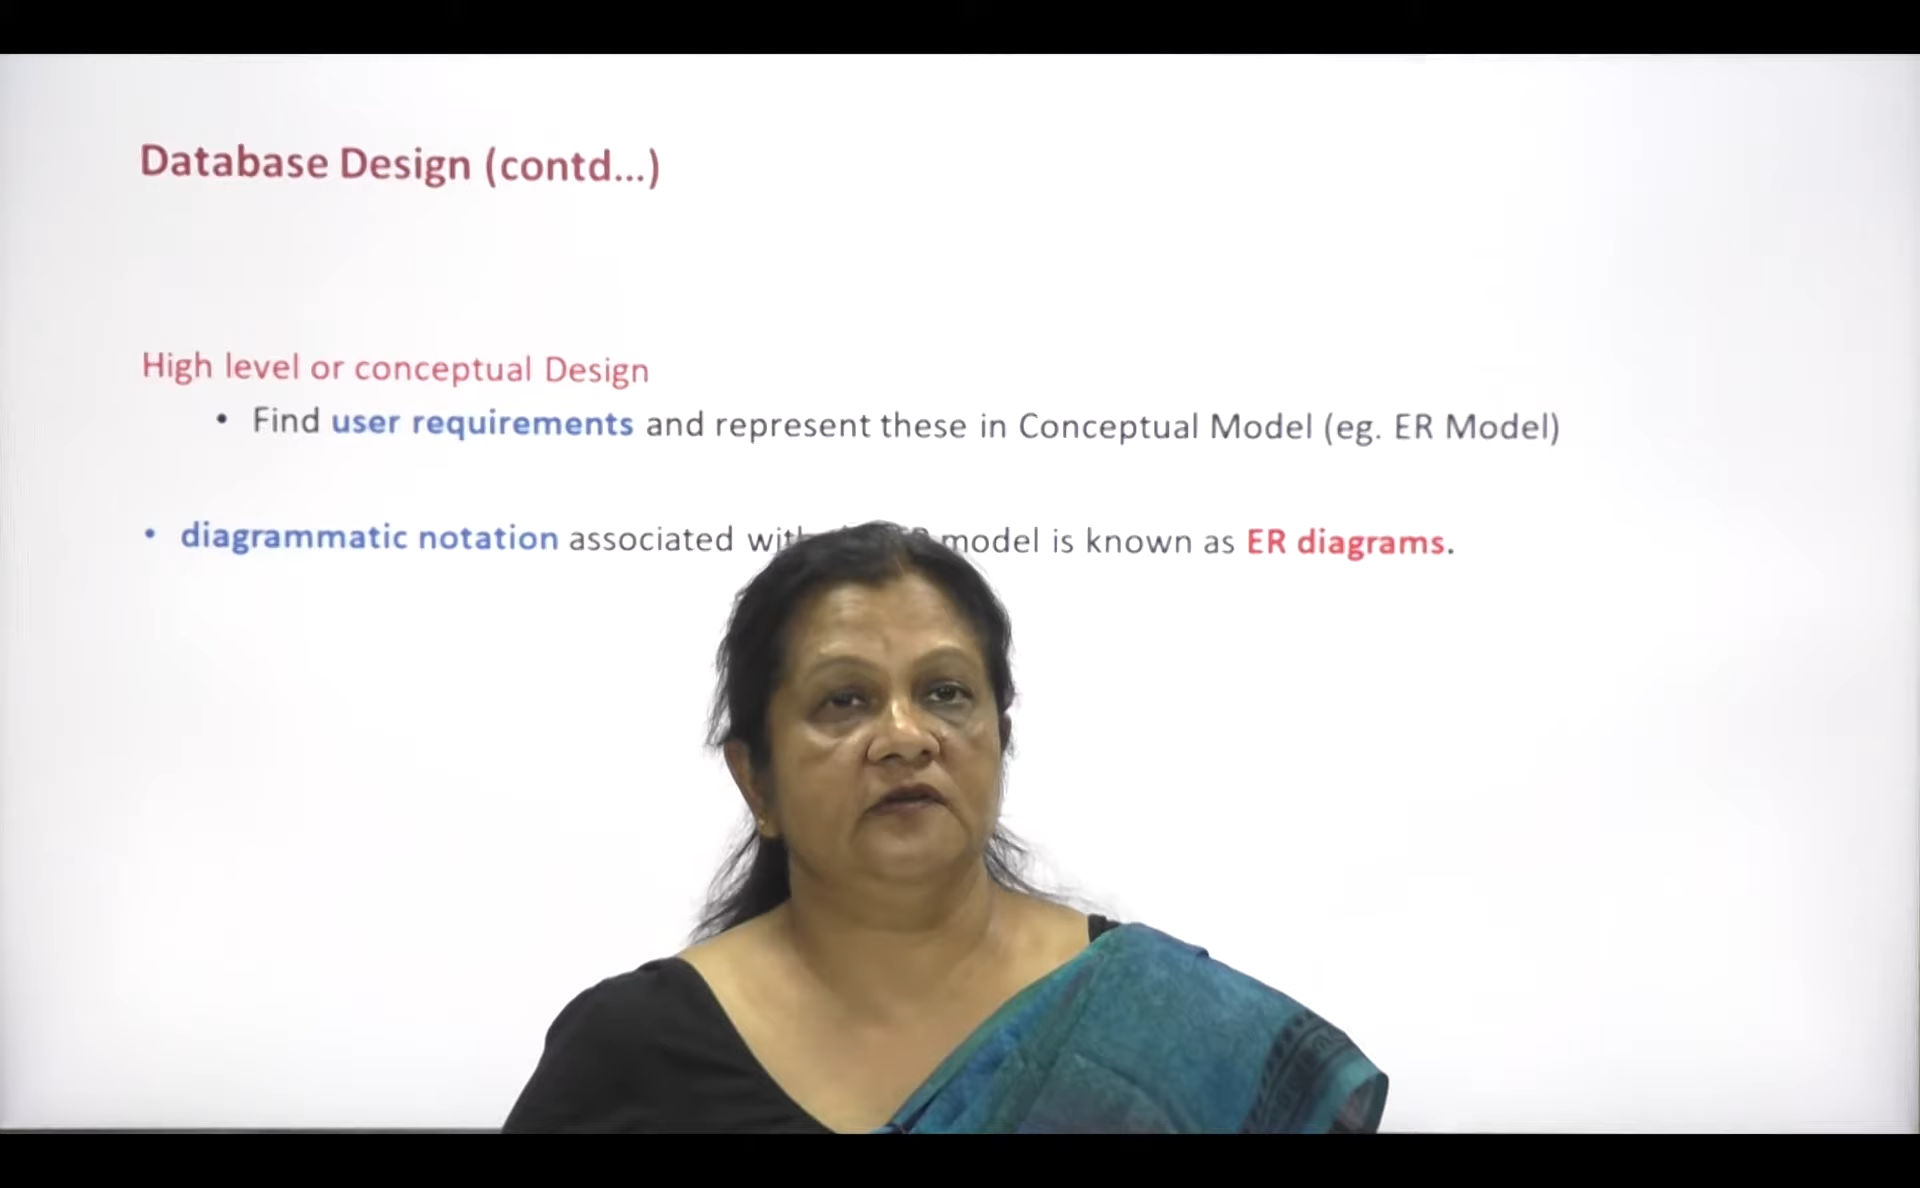 Database Design (contd...)
High level or conceptual Design
• Find user requirements and represent these in Conceptual Model (eg. ER Model)
• diagrammatic notation associated with model is known as ER diagrams.